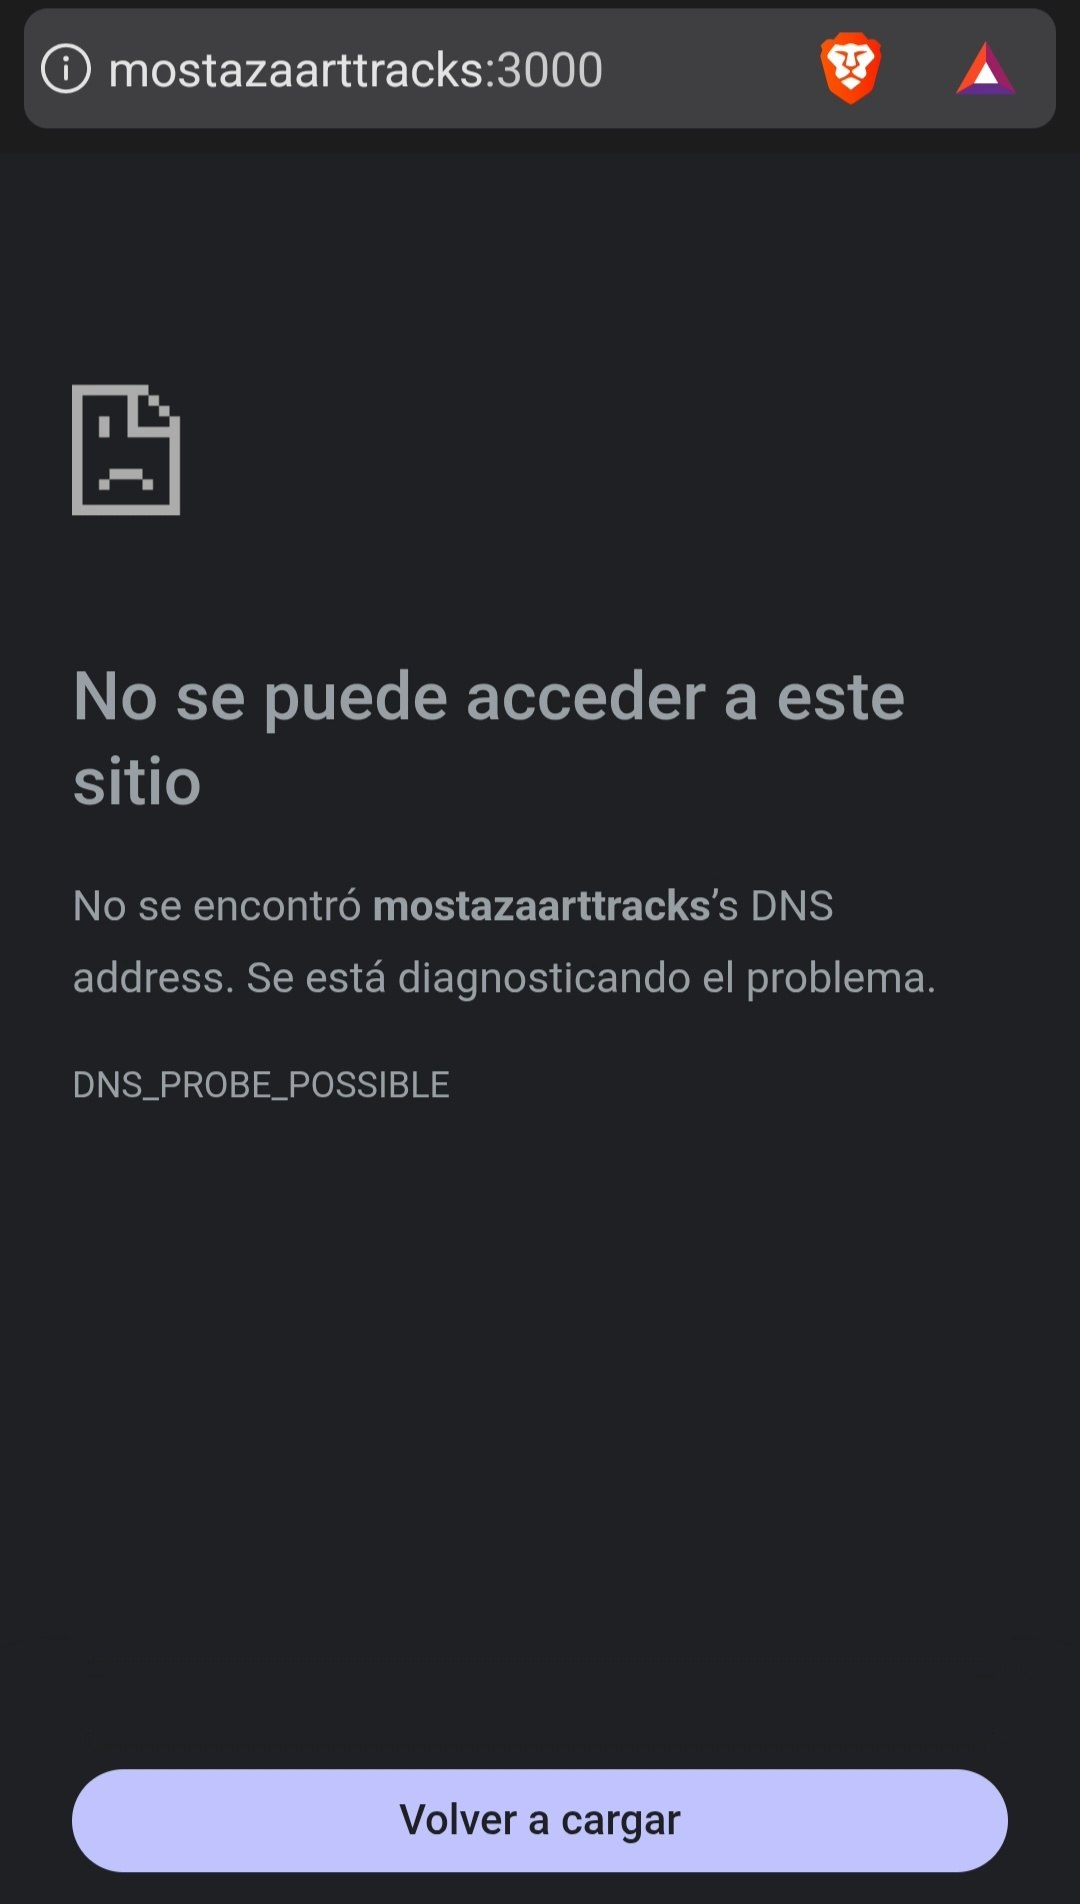 mostazaarttracks:3000
No se puede acceder a este
sitio
No se encontró mostazaarttracks’s DNS
address. Se está diagnosticando el problema.
DNS_PROBE_POSSIBLE
Volver a cargar